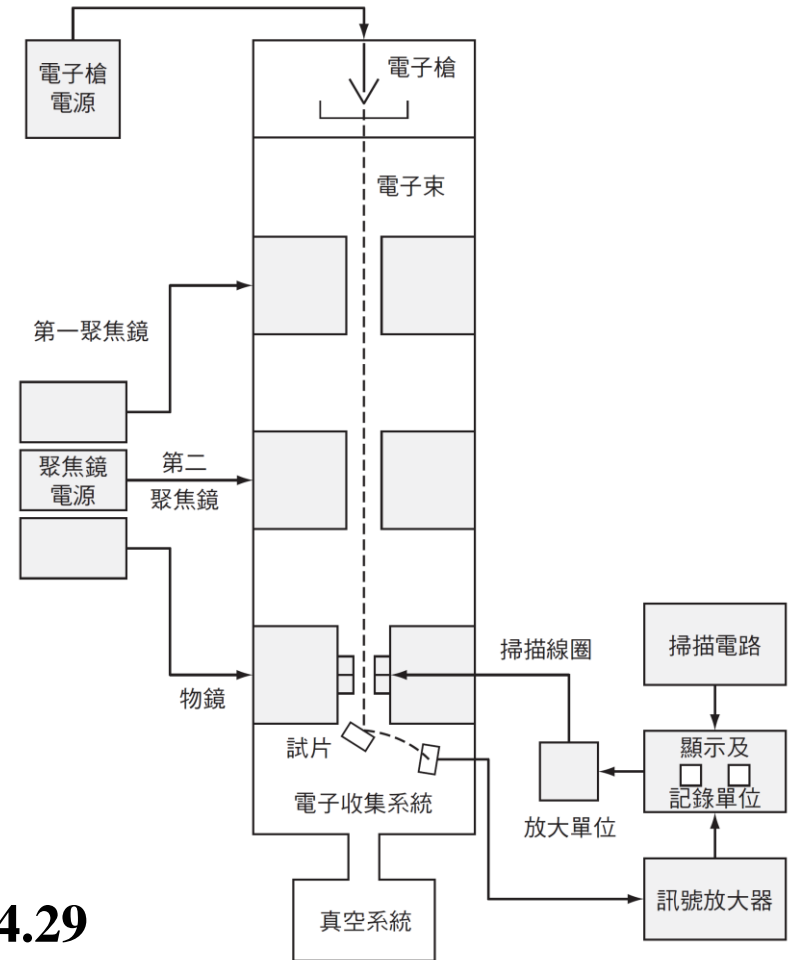 電子槍
電源
電子槍
電子束
第一聚焦鏡
聚焦鏡
電源
第二
聚焦鏡
物鏡
掃描線圈
掃描電路
試片
顯示及
記錄單位
電子收集系統
放大單位
訊號放大器
真空系統
4.29